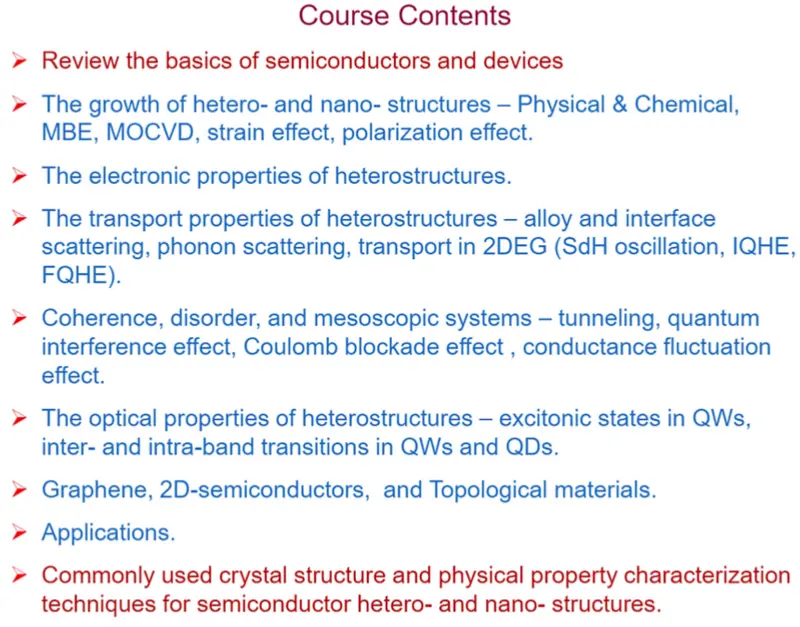 Course Contents
➢ Review the basics of semiconductors and devices
➢ The growth of hetero- and nano- structures – Physical & Chemical,
MBE, MOCVD, strain effect, polarization effect.
➢ The electronic properties of heterostructures.
➢ The transport properties of heterostructures – alloy and interface
scattering, phonon scattering, transport in 2DEG (SdH oscillation, IQHE,
FQHE).
➢ Coherence, disorder, and mesoscopic systems – tunneling, quantum
interference effect, Coulomb blockade effect , conductance fluctuation
effect.
➢ The optical properties of heterostructures – excitonic states in QWs,
inter- and intra-band transitions in QWs and QDs.
➢ Graphene, 2D-semiconductors,  and Topological materials.
➢ Applications.
➢ Commonly used crystal structure and physical property characterization
techniques for semiconductor hetero- and nano- structures.